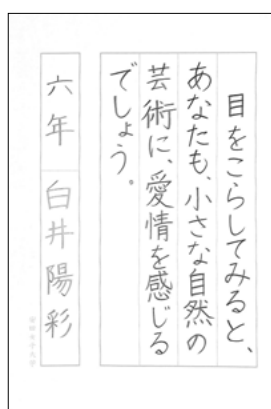 目をこらしてみると、
あなたも、小さな自然の
芸術に、愛情を感じる
でしょう。
六年 白井陽彩